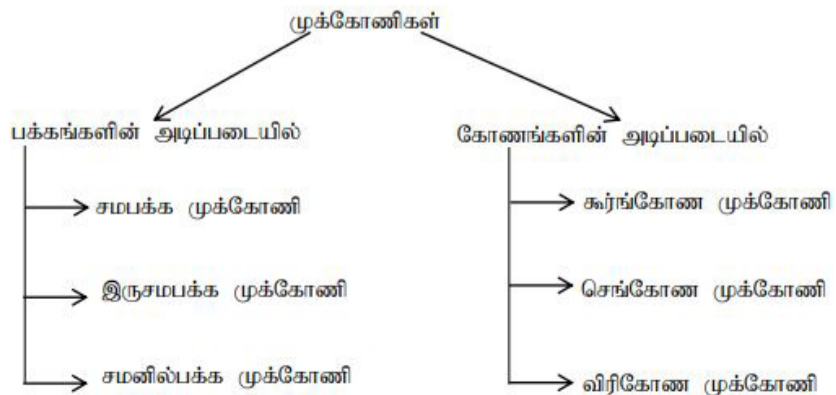 முக்கோணிகள்
பக்கங்களின் அடிப்படையில்
சமபக்க முக்கோணி
இருசமபக்க முக்கோணி
சமனில்பக்க முக்கோணி
கோணங்களின் அடிப்படையில்
கூர்ங்கோண முக்கோணி
செங்கோண முக்கோணி
விரிகோண முக்கோணி